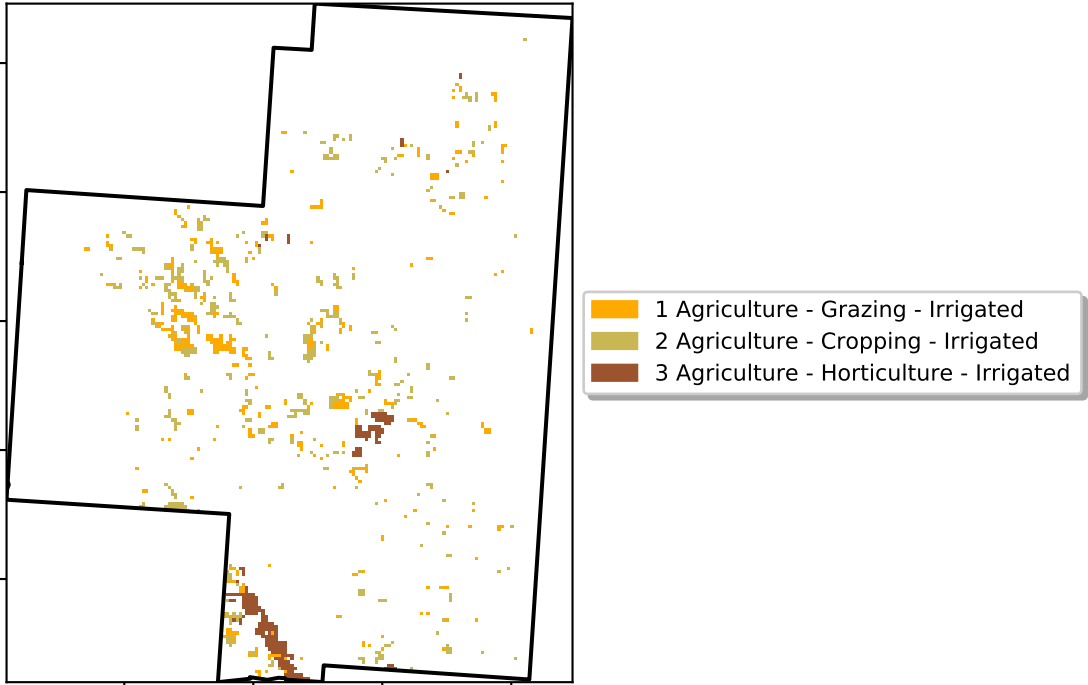 1 Agriculture - Grazing - Irrigated
2 Agriculture - Cropping - Irrigated
3 Agriculture - Horticulture - Irrigated